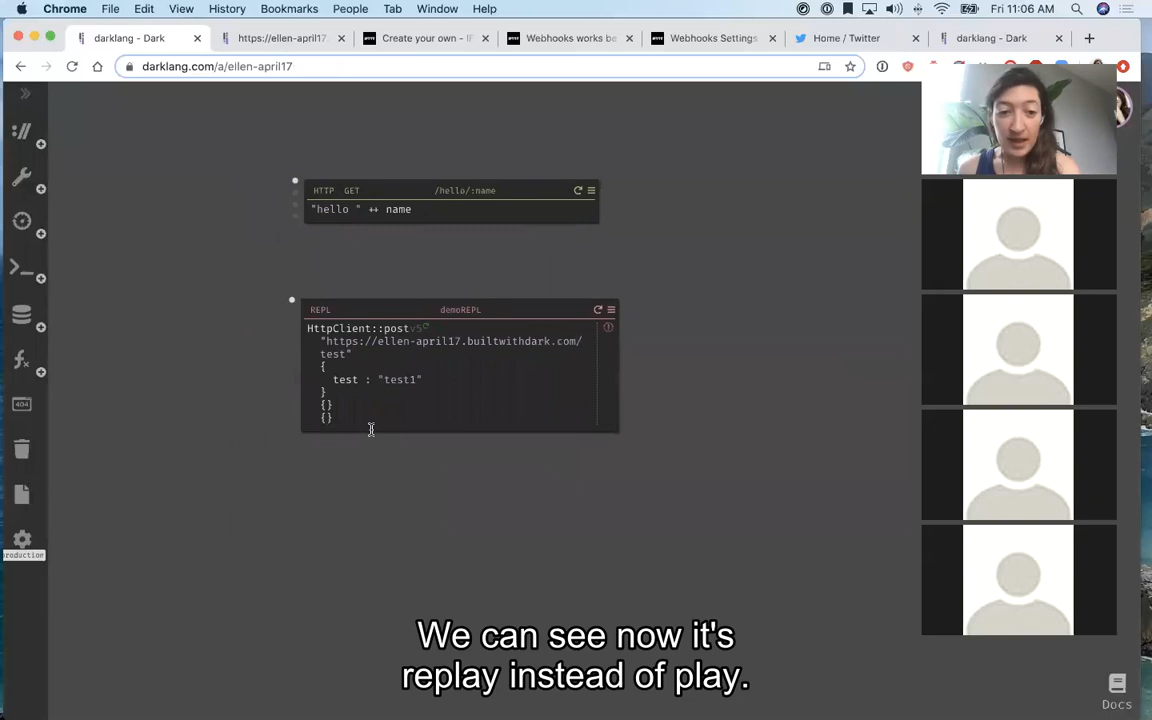 Chrome File Edit View History Bookmarks People Tab Window Help Fri 11:06 AM
darklang - Dark https://ellen-april17. Create your own - IF Webhooks works ba Webhooks Settings Home / Twitter darklang - Dark
darklang.com/a/ellen-april17
HTTP GET /hello/:name
"hello " ++ name
REPL demoREPL
HttpClient::postv5
"https://ellen-april17.builtwithdark.com/
test"
{
test : "test1"
}
{}
{}
404
production
We can see now it's
replay instead of play.
Docs